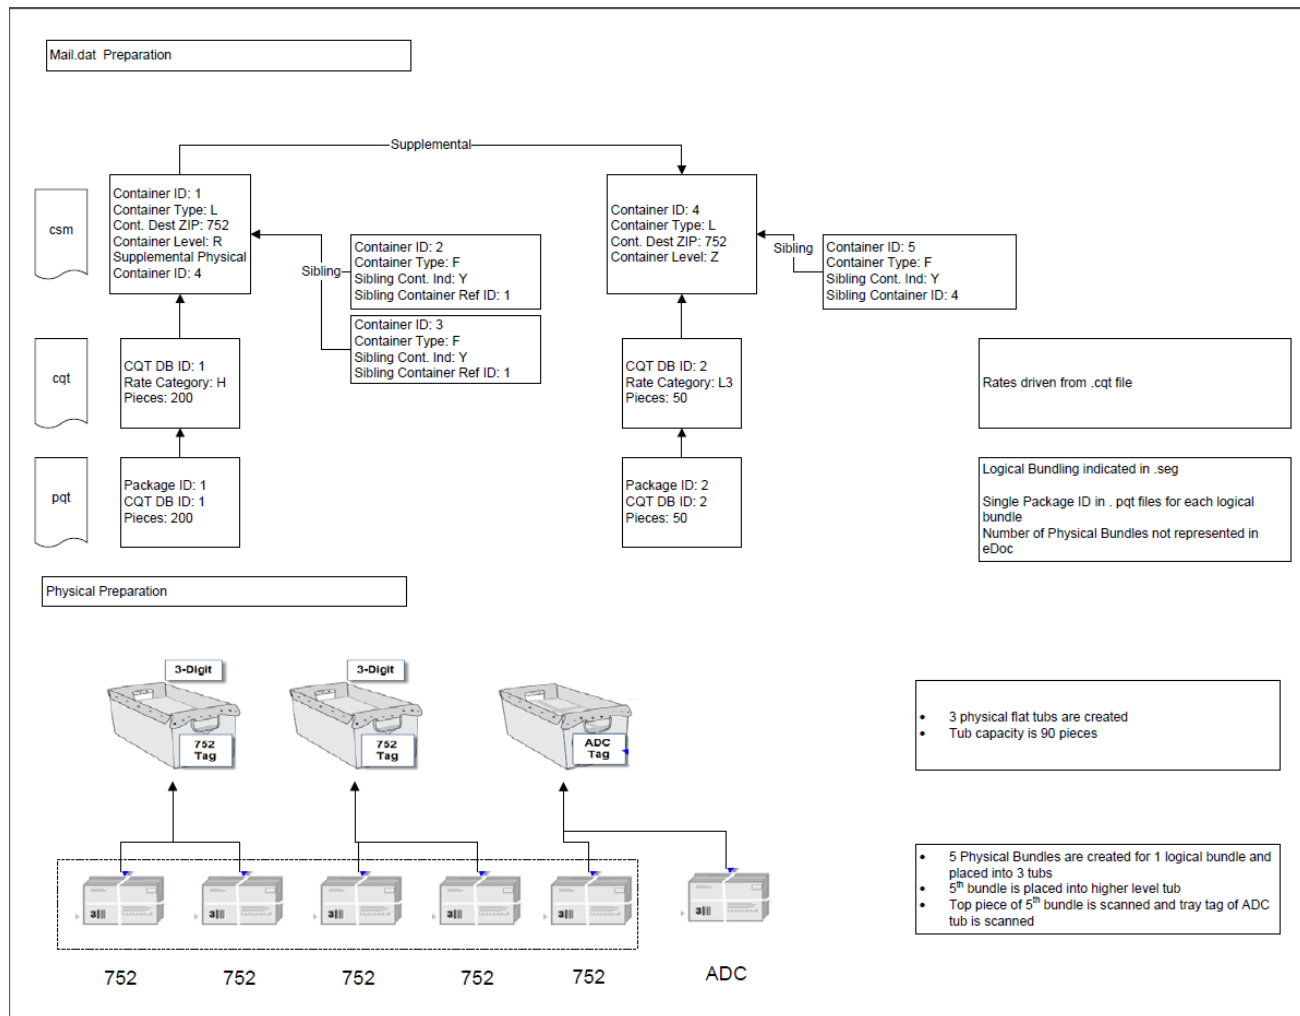 Mail.dat  Preparation
Supplemental
csm
Container ID: 1
Container Type: L
Cont. Dest ZIP: 752
Container Level: R
Supplemental Physical
Container ID: 4
Sibling
Container ID: 2
Container Type: F
Sibling Cont. Ind: Y
Sibling Container Ref ID: 1
Container ID: 3
Container Type: F
Sibling Cont. Ind: Y
Sibling Container Ref ID: 1
Container ID: 4
Container Type: L
Cont. Dest ZIP: 752
Container Level: Z
Sibling
Container ID: 5
Container Type: F
Sibling Cont. Ind: Y
Sibling Container ID: 4
cqt
CQT DB ID: 1
Rate Category: H
Pieces: 200
CQT DB ID: 2
Rate Category: L3
Pieces: 50
Rates driven from .cqt file
pqt
Package ID: 1
CQT DB ID: 1
Pieces: 200
Package ID: 2
CQT DB ID: 2
Pieces: 50
Logical Bundling indicated in .seg
Single Package ID in . pqt files for each logical
bundle
Number of Physical Bundles not represented in
eDoc
Physical Preparation
3-Digit
752
Tag
3-Digit
752
Tag
ADC
Tag
• 3 physical flat tubs are created
• Tub capacity is 90 pieces
3
3
3
3
3
3
• 5 Physical Bundles are created for 1 logical bundle and
placed into 3 tubs
• 5th bundle is placed into higher level tub
• Top piece of 5th bundle is scanned and tray tag of ADC
tub is scanned
752
752
752
752
752
ADC